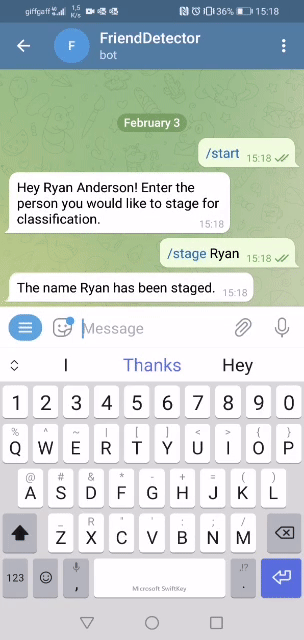 giffgaff 1,5 K/s 36% 15:18
F FriendDetector
bot
February 3
/start 15:18
Hey Ryan Anderson! Enter the
person you would like to stage for
classification. 15:18
/stage Ryan 15:18
The name Ryan has been staged. 15:18
Message
I Thanks Hey
1 2 3 4 5 6 7 8 9 0
% ^ ~ | [ ] < > { }
Q W E R T Y U I O P
@ # & * - + = ( )
A S D F G H J K L
_ R " ' : ; /
Z X C V B N M
123 , Microsoft SwiftKey ,!? .